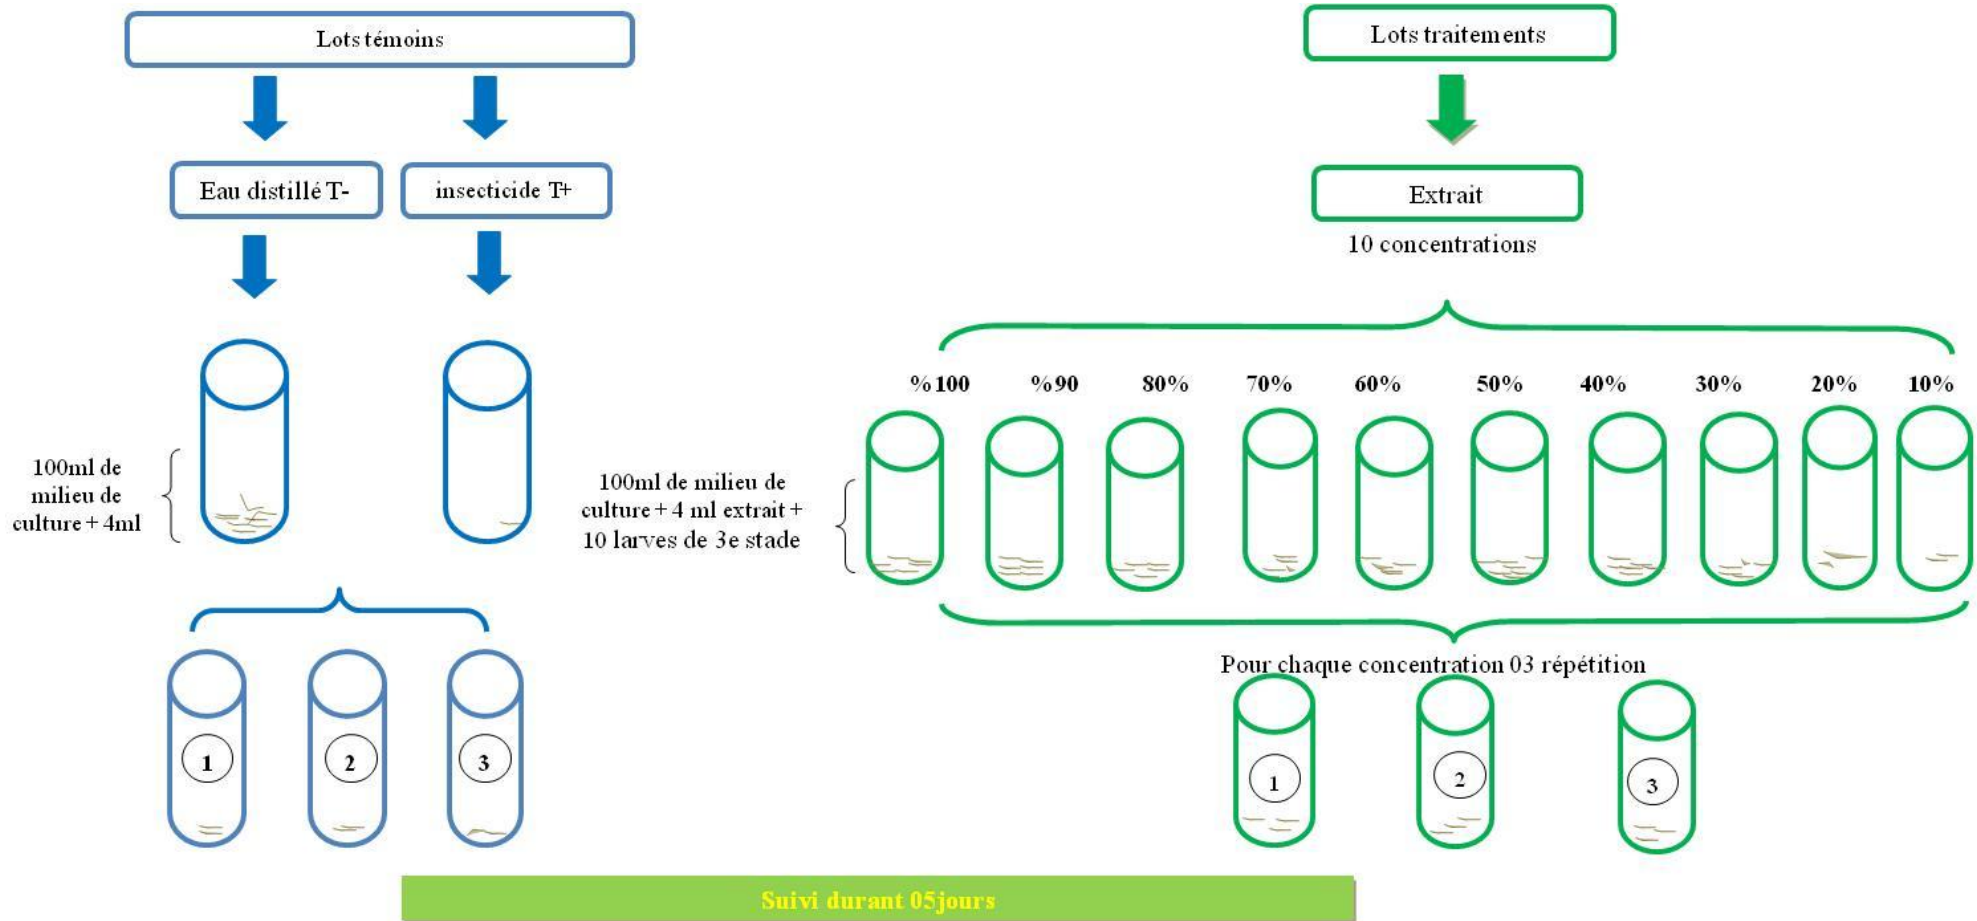 Lots témoins
Lots traitements
Eau distillé T-
insecticide T+
Extrait
10 concentrations
%100 %90 80% 70% 60% 50% 40% 30% 20% 10%
100ml de
milieu de
culture + 4ml
100ml de milieu de
culture + 4 ml extrait +
10 larves de 3e stade
Pour chaque concentration 03 répétition
1 2 3
1 2 3
Suivi durant 05jours